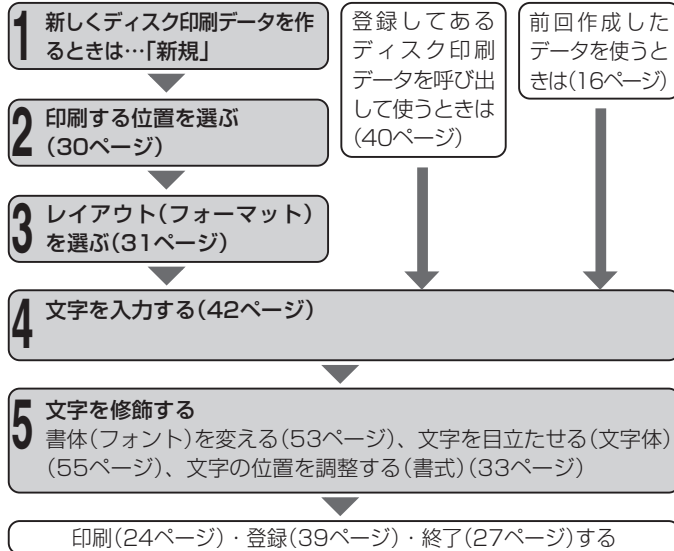 1 新しくディスク印刷データを作
るときは…「新規」
登録してある
ディスク印刷
データを呼び出
して使うときは
(40ページ)
前回作成した
データを使うと
きは(16ページ)
2 印刷する位置を選ぶ
(30ページ)
3 レイアウト(フォーマット)
を選ぶ(31ページ)
4 文字を入力する(42ページ)
5 文字を修飾する
書体(フォント)を変える(53ページ)、文字を目立たせる(文字体)
(55ページ)、文字の位置を調整する(書式)(33ページ)
印刷(24ページ)・登録(39ページ)・終了(27ページ)する